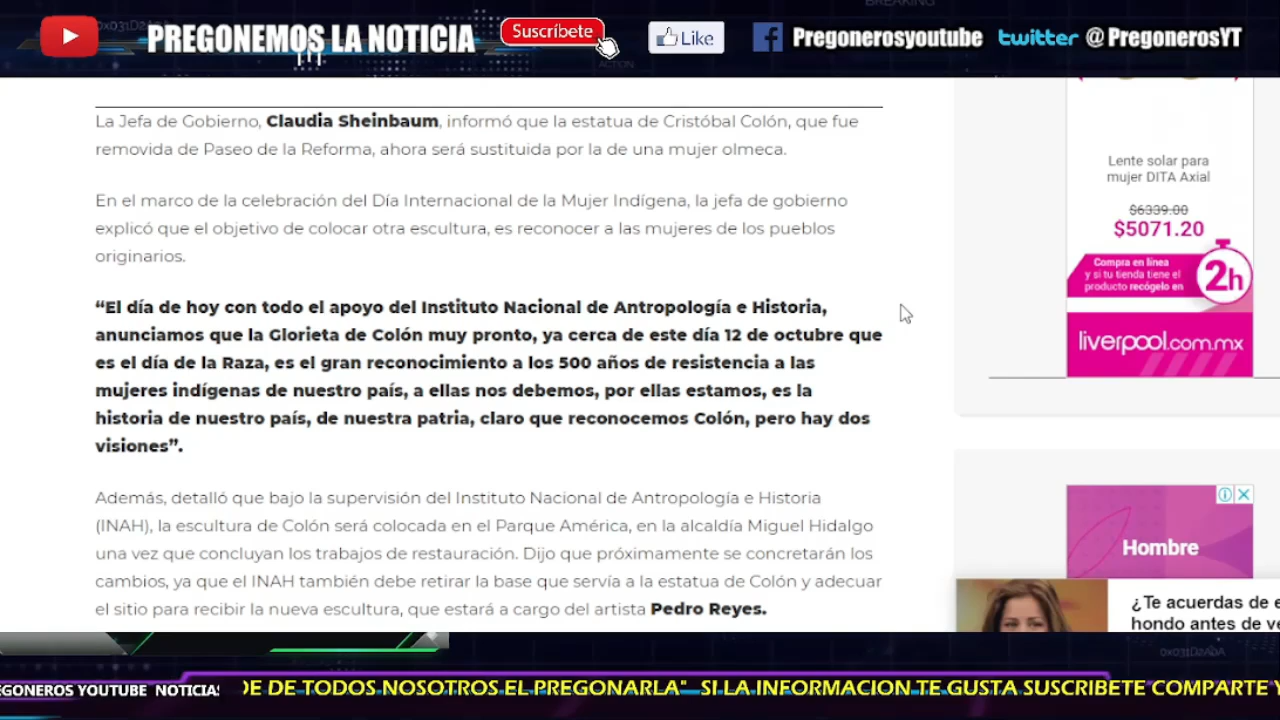 0x031D2ADA
BREAKING
PREGONEMOS LA NOTICIA
Suscríbete
Like
Pregonerosyoutube
twitter @PregonerosYT
ACTION
La Jefa de Gobierno, Claudia Sheinbaum, informó que la estatua de Cristóbal Colón, que fue
removida de Paseo de la Reforma, ahora será sustituida por la de una mujer olmeca.
En el marco de la celebración del Día Internacional de la Mujer Indígena, la jefa de gobierno
explicó que el objetivo de colocar otra escultura, es reconocer a las mujeres de los pueblos
originarios.
“El día de hoy con todo el apoyo del Instituto Nacional de Antropología e Historia,
anunciamos que la Glorieta de Colón muy pronto, ya cerca de este día 12 de octubre que
es el día de la Raza, es el gran reconocimiento a los 500 años de resistencia a las
mujeres indígenas de nuestro país, a ellas nos debemos, por ellas estamos, es la
historia de nuestro país, de nuestra patria, claro que reconocemos Colón, pero hay dos
visiones”.
Además, detalló que bajo la supervisión del Instituto Nacional de Antropología e Historia
(INAH), la escultura de Colón será colocada en el Parque América, en la alcaldía Miguel Hidalgo
una vez que concluyan los trabajos de restauración. Dijo que próximamente se concretarán los
cambios, ya que el INAH también debe retirar la base que servía a la estatua de Colón y adecuar
el sitio para recibir la nueva escultura, que estará a cargo del artista Pedro Reyes.
Lente solar para
mujer DITA Axial
$6339.00
$5071.20
Compra en línea
y si tu tienda tiene el
producto recógelo en
2h
liverpool.com.mx
Hombre
¿Te acuerdas de e
hondo antes de ve
0x031D2ADA
EGONEROS YOUTUBE NOTICIAS
DE DE TODOS NOSOTROS EL PREGONARLA" SI LA INFORMACION TE GUSTA SUSCRIBETE COMPARTE Y